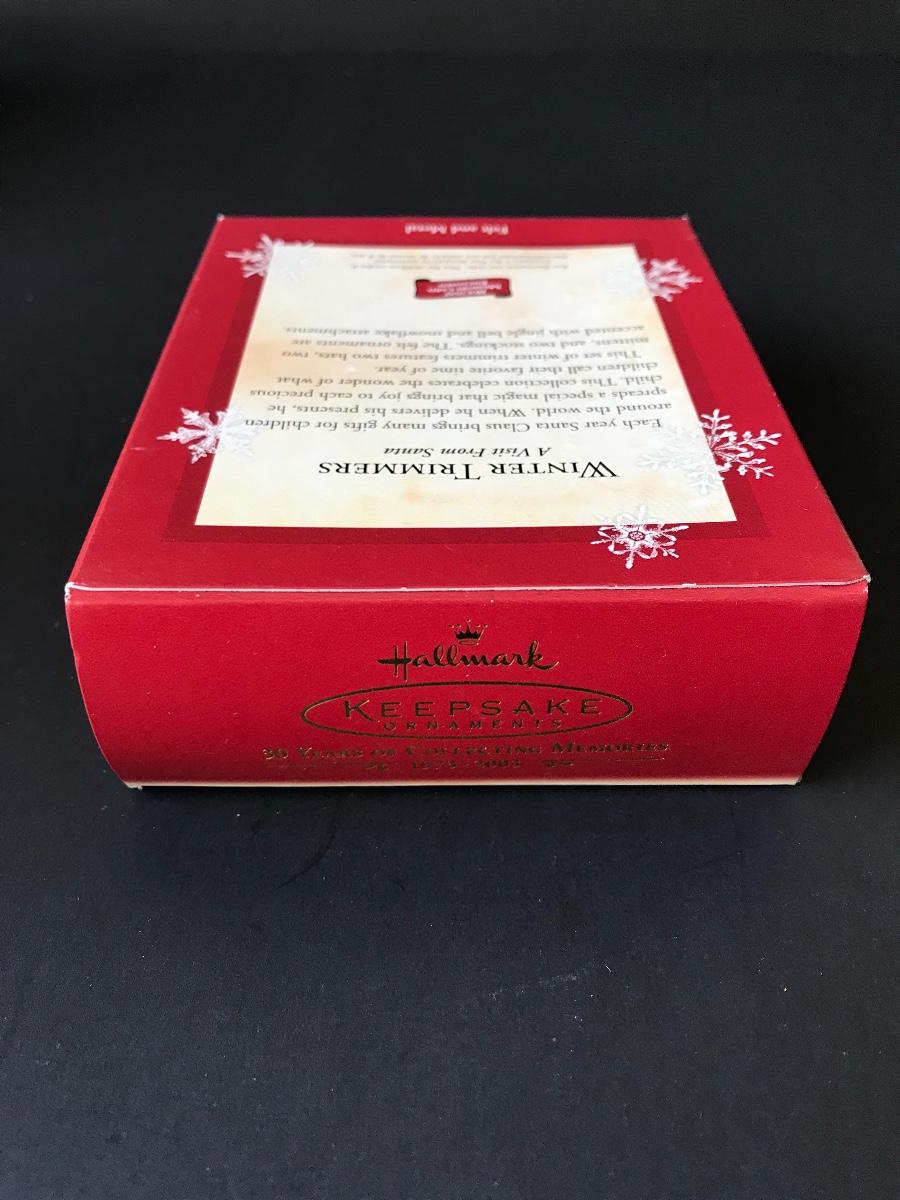 Hallmark
KEEPSAKE
ORNAMENTS
30 YEARS OF COLLECTING MEMORIES
1973-2003
WINTER TRIMMERS
A Visit From Santa
Each year Santa Claus brings many gifts for children
around the world. When he delivers his presents, he
spreads a special magic that brings joy to each precious
child. This collection celebrates the wonder of what
children call their favorite time of year.
This set of winter trimmers features two hats, two
mittens, and two stockings. The felt ornaments are
accented with jingle bell and snowflake attachments.
Felt and Metal